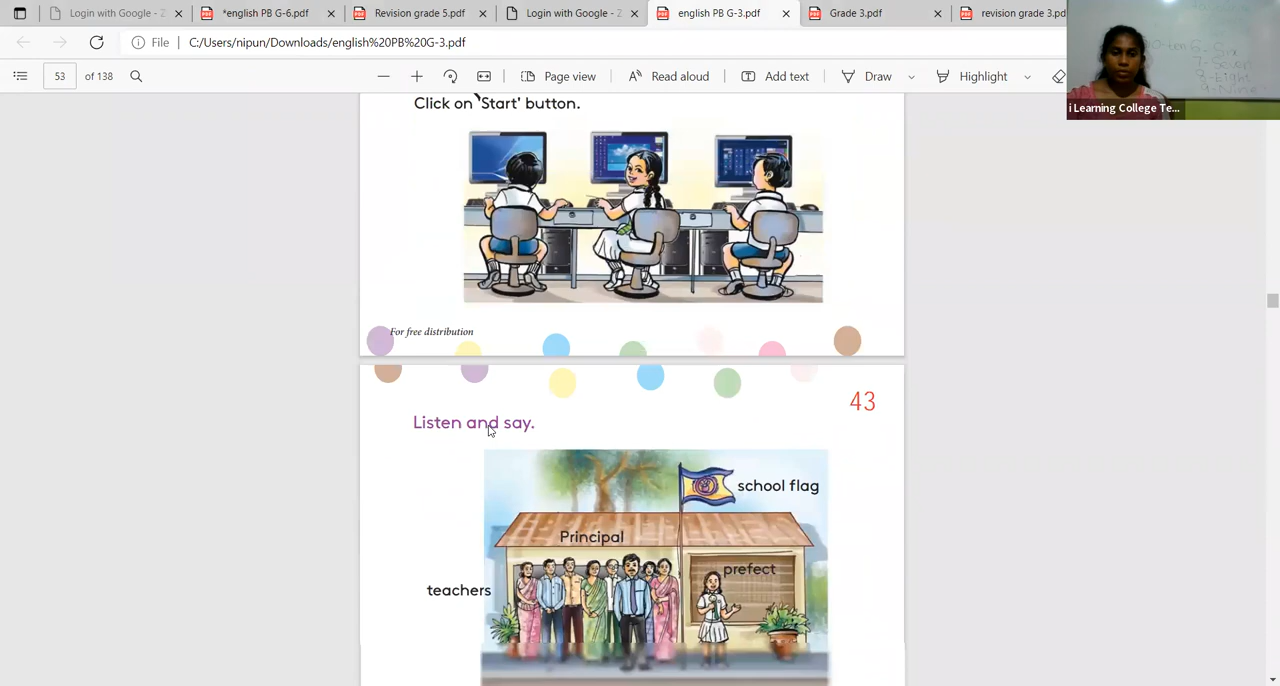 Login with Google - Z
*english PB G-6.pdf
Revision grade 5.pdf
Login with Google - Z
english PB G-3.pdf
Grade 3.pdf
revision grade 3.pd
File
C:/Users/nipun/Downloads/english%20PB%20G-3.pdf
53 of 138
Page view
Read aloud
Add text
Draw
Highlight
Six
Eight
i Learning College Te...
Click on 'Start' button.
For free distribution
43
Listen and say.
school flag
Principal
prefect
teachers